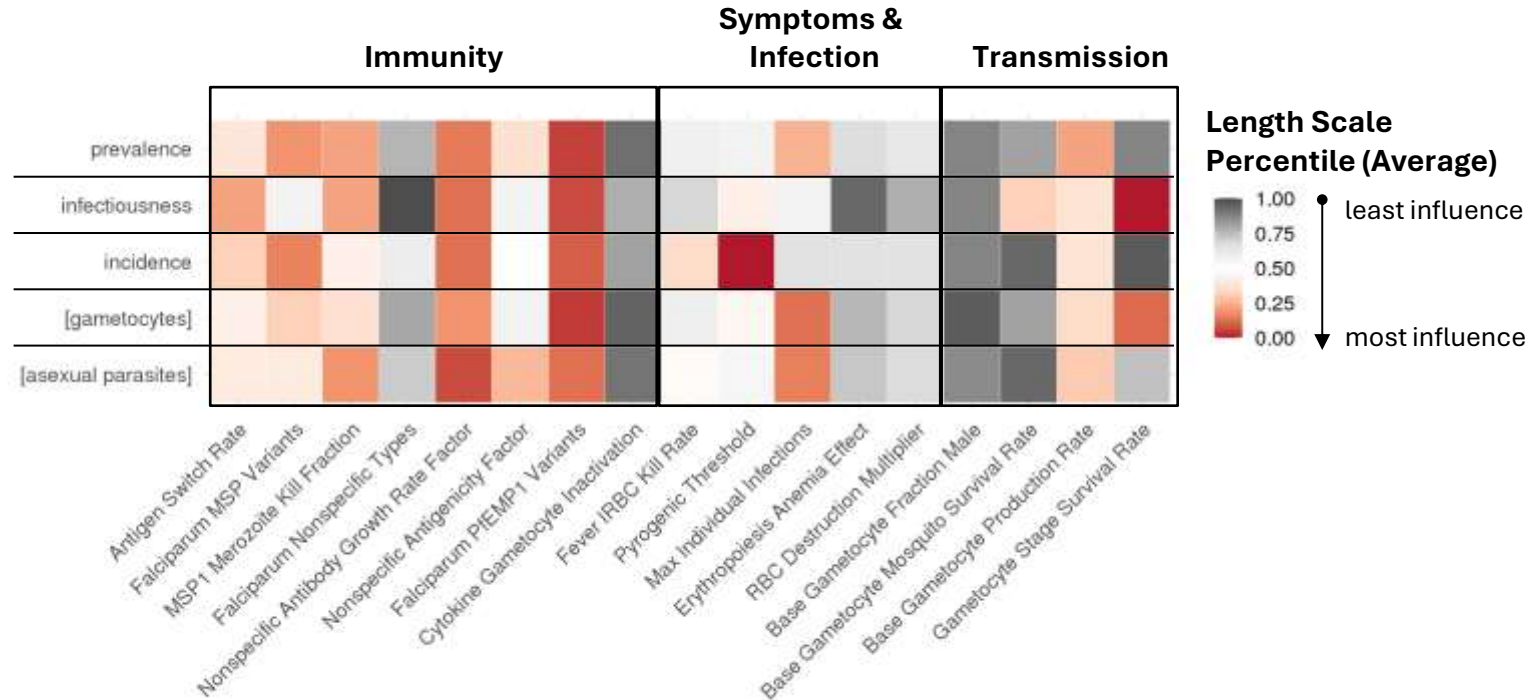 Symptoms &
Immunity
Infection
Transmission
Length Scale
Percentile (Average)
prevalence
infectiousness
incidence
[gametocytes]
[asexual parasites]
1.00
0.75
0.50
0.25
0.00
least influence
most influence
Antigen Switch Rate
Falciparum MSP Variants
MSP1 Merozoite Kill Fraction
Falciparum Nonspecific Types
Nonspecific Antibody Growth Rate Factor
Nonspecific Antigenicity Factor
Falciparum PfEMP1 Variants
Cytokine Gametocyte Inactivation
Fever IRBC Kill Rate
Pyrogenic Threshold
Max Individual Infections
Erythropoiesis Anemia Effect
RBC Destruction Multiplier
Base Gametocyte Fraction Male
Base Gametocyte Mosquito Survival Rate
Base Gametocyte Production Rate
Gametocyte Stage Survival Rate